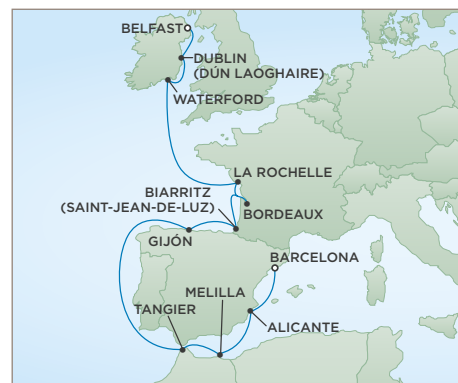 BELFAST
DUBLIN
(DÚN LAOGHAIRE)
WATERFORD
LA ROCHELLE
BIARRITZ
(SAINT-JEAN-DE-LUZ)
BORDEAUX
GIJÓN
BARCELONA
MELILLA
TANGIER
ALICANTE